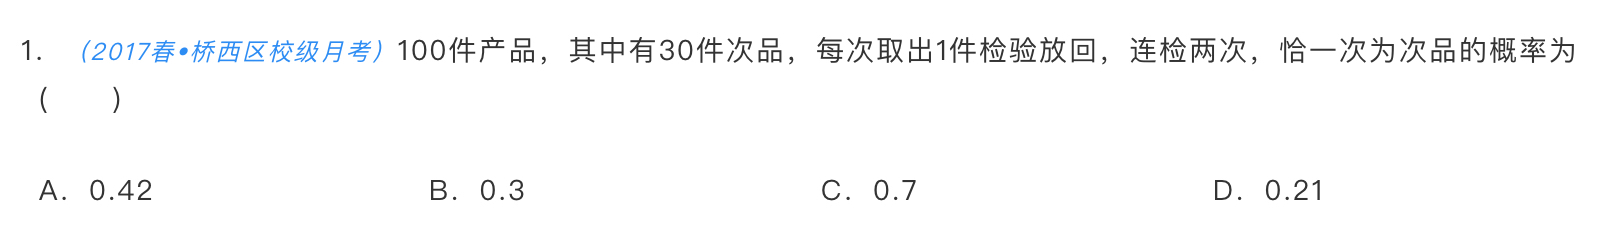 1. （2017春•桥西区校级月考）100件产品，其中有30件次品，每次取出1件检验放回，连检两次，恰一次为次品的概率为
(　　)
A．0.42　　B．0.3　　C．0.7　　D．0.21